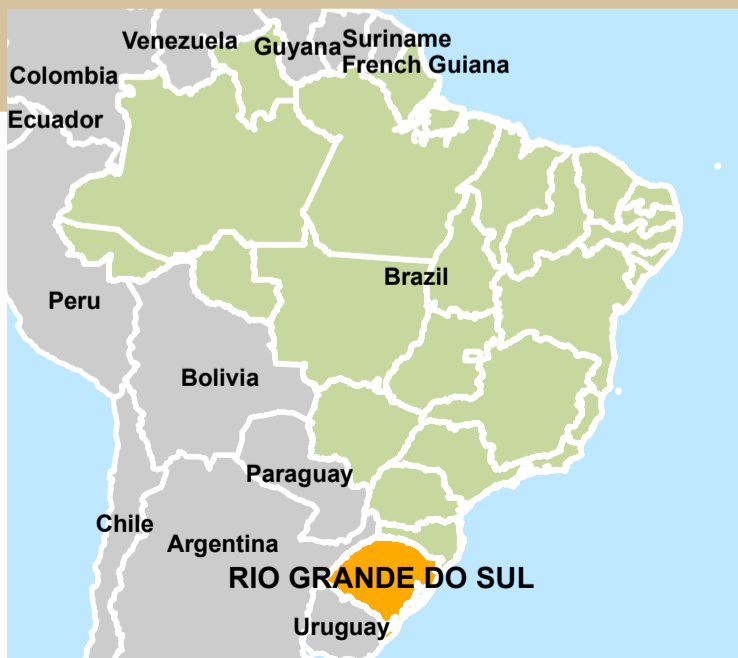 Venezuela
Guyana
Suriname
French Guiana
Colombia
Ecuador
Brazil
Peru
Bolivia
Paraguay
Chile
Argentina
RIO GRANDE DO SUL
Uruguay